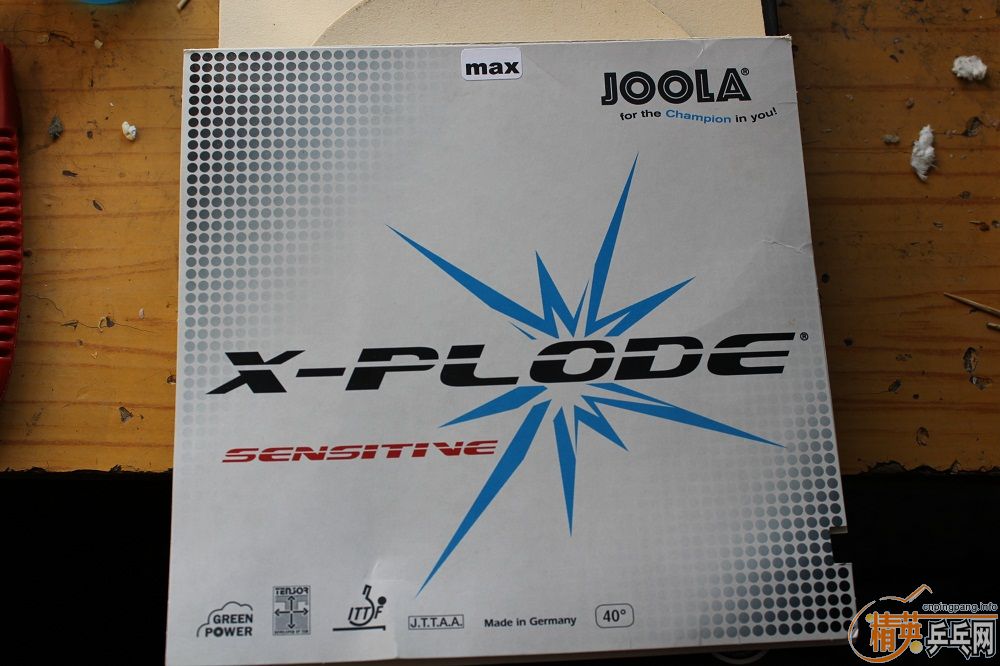 max
JOOLA®
for the Champion in you!
X-PLODE®
SENSITIVE
GREEN
POWER
TENSOR
ITTF
J.T.T.A.A.
Made in Germany
40°
cnpingpang.info
精英乒乓网